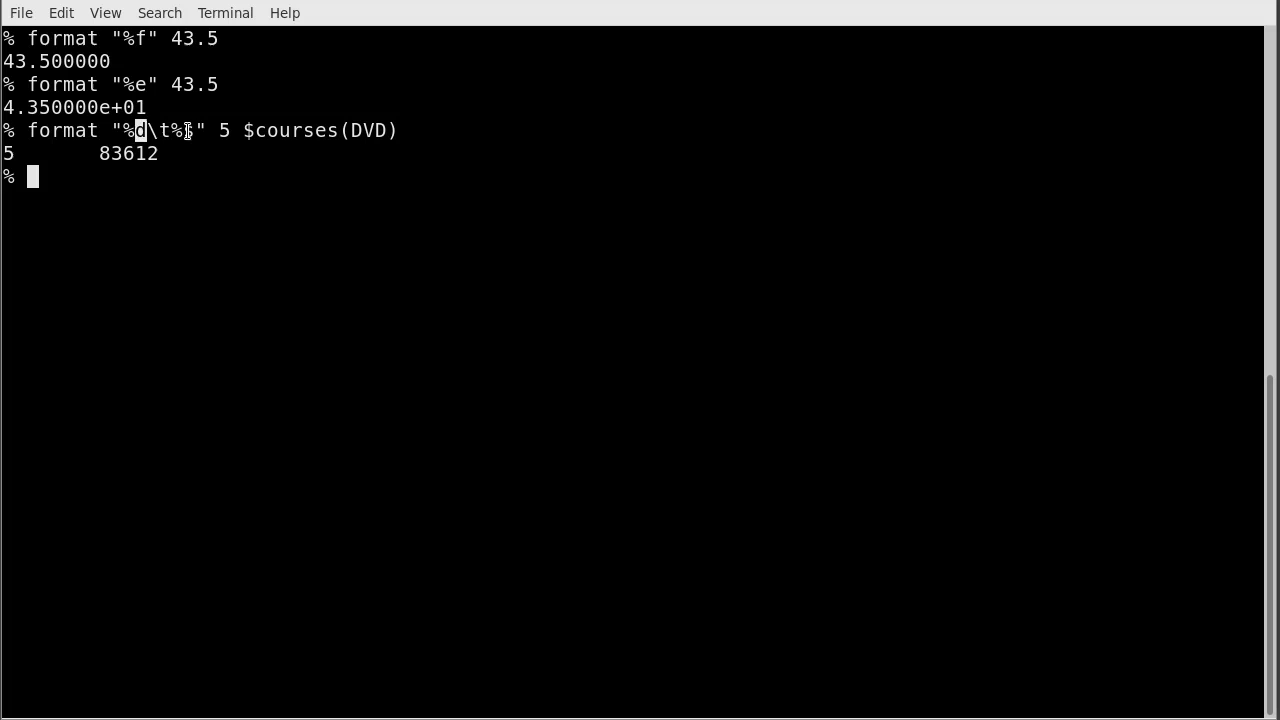 File Edit View Search Terminal Help
% format "%f" 43.5
43.500000
% format "%e" 43.5
4.350000e+01
% format "%d\t%s" 5 $courses(DVD)
5       83612
%